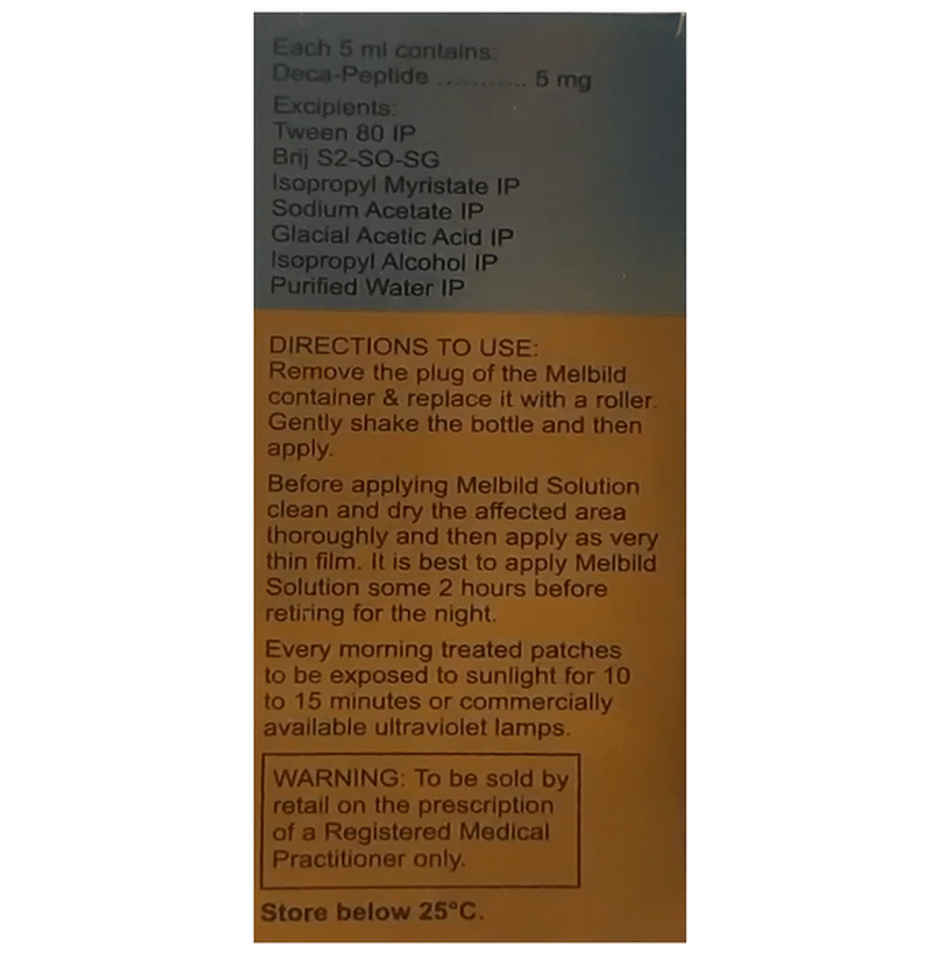 Each 5 ml contains:
Deca-Peptide ........... 5 mg
Excipients:
Tween 80 IP
Brij S2-SO-SG
Isopropyl Myristate IP
Sodium Acetate IP
Glacial Acetic Acid IP
Isopropyl Alcohol IP
Purified Water IP
DIRECTIONS TO USE:
Remove the plug of the Melbild
container & replace it with a roller.
Gently shake the bottle and then
apply.
Before applying Melbild Solution
clean and dry the affected area
thoroughly and then apply as very
thin film. It is best to apply Melbild
Solution some 2 hours before
retiring for the night.
Every morning treated patches
to be exposed to sunlight for 10
to 15 minutes or commercially
available ultraviolet lamps.
WARNING: To be sold by
retail on the prescription
of a Registered Medical
Practitioner only.
Store below 25°C.